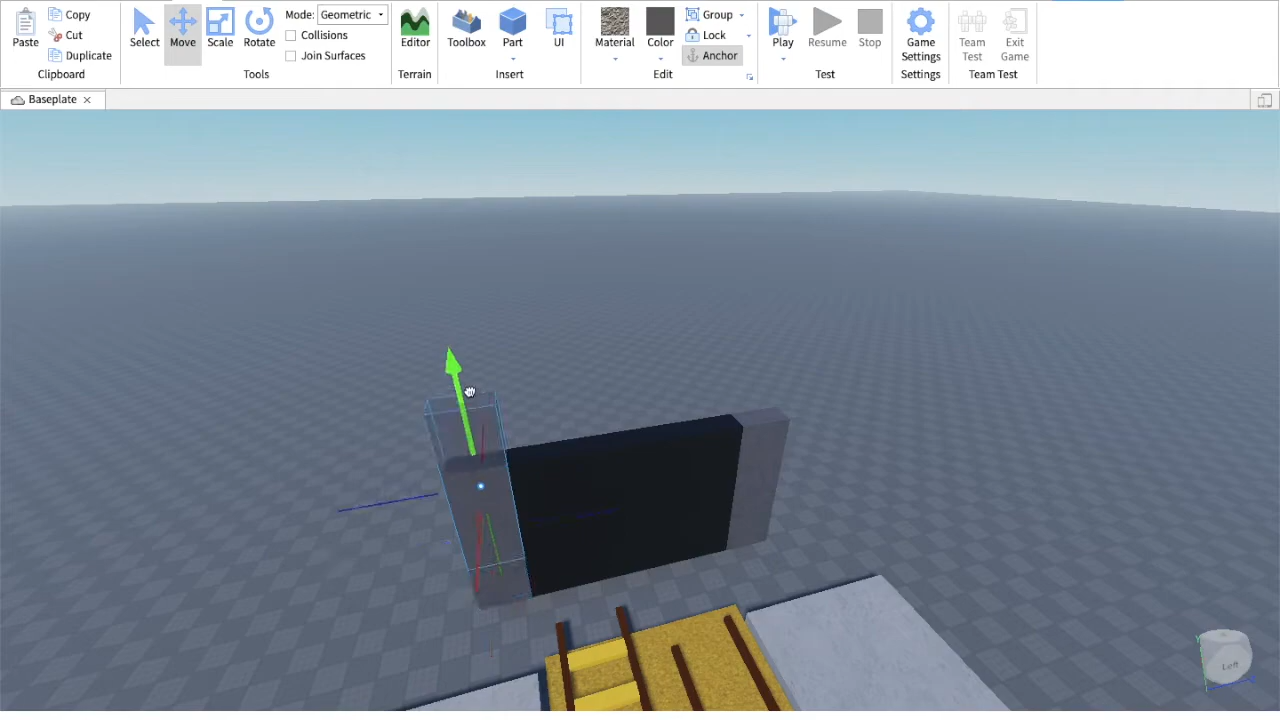 Paste
Copy
Cut
Duplicate
Clipboard
Select
Move
Scale
Rotate
Mode: Geometric
Collisions
Join Surfaces
Tools
Editor
Terrain
Toolbox
Part
UI
Insert
Material
Color
Group
Lock
Anchor
Edit
Play
Resume
Stop
Test
Game
Settings
Settings
Team
Test
Exit
Game
Team Test
Baseplate
Left